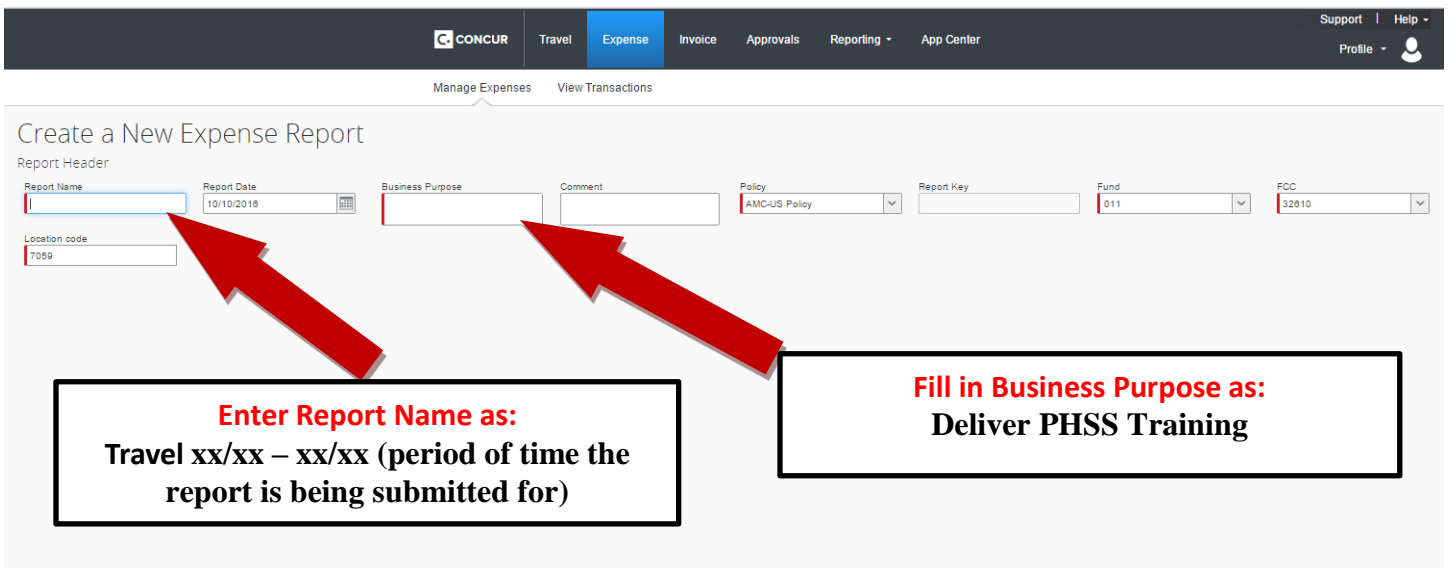 Support | Help
C. CONCUR Travel Expense Invoice Approvals Reporting App Center
Profile
Manage Expenses View Transactions
Create a New Expense Report
Report Header
Report Name Report Date Business Purpose Comment Policy Report Key Fund FCC
10/10/2016 AMC-US Policy 011 32610
Location code
7059
Enter Report Name as:
Travel xx/xx – xx/xx (period of time the
report is being submitted for)
Fill in Business Purpose as:
Deliver PHSS Training